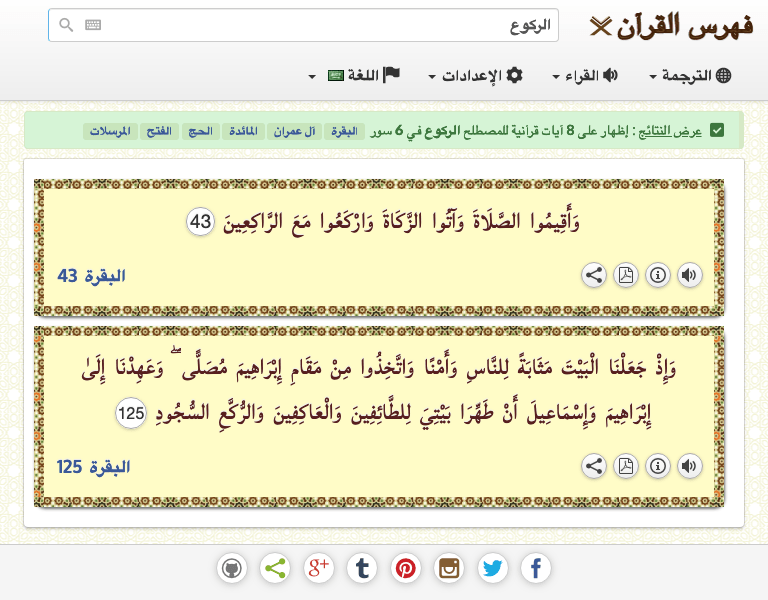 فهرس القرآن
الركوع
الترجمة القراء الإعدادات اللغة
عرض النتائج : إظهار على 8 آيات قرآنية للمصطلح الركوع في 6 سور البقرة آل عمران المائدة الحج الفتح المرسلات
وَأَقِيمُوا الصَّلَاةَ وَآتُوا الزَّكَاةَ وَارْكَعُوا مَعَ الرَّاكِعِينَ 43
البقرة 43
وَإِذْ جَعَلْنَا الْبَيْتَ مَثَابَةً لِلنَّاسِ وَأَمْنًا وَاتَّخِذُوا مِنْ مَقَامِ إِبْرَاهِيمَ مُصَلًّى ۖ وَعَهِدْنَا إِلَىٰ
إِبْرَاهِيمَ وَإِسْمَاعِيلَ أَنْ طَهِّرَا بَيْتِيَ لِلطَّائِفِينَ وَالْعَاكِفِينَ وَالرُّكَّعِ السُّجُودِ 125
البقرة 125